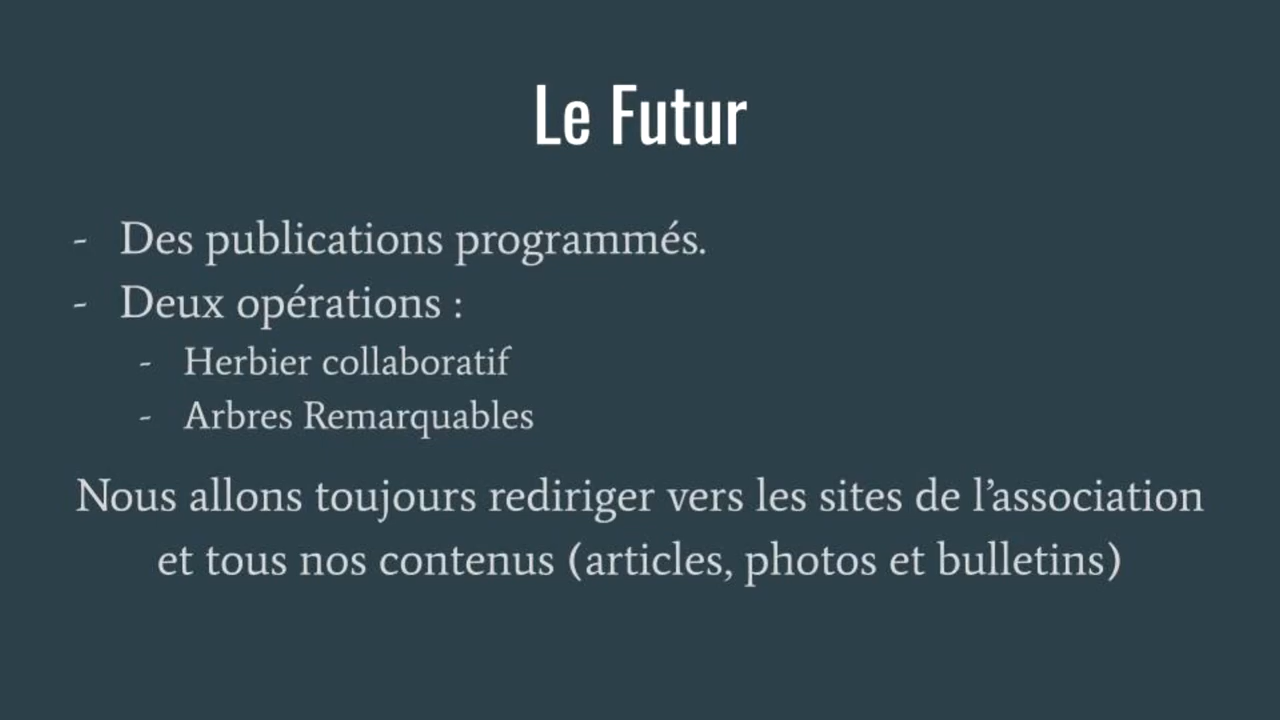 Le Futur
- Des publications programmés.
- Deux opérations :
- Herbier collaboratif
- Arbres Remarquables
Nous allons toujours rediriger vers les sites de l’association
et tous nos contenus (articles, photos et bulletins)